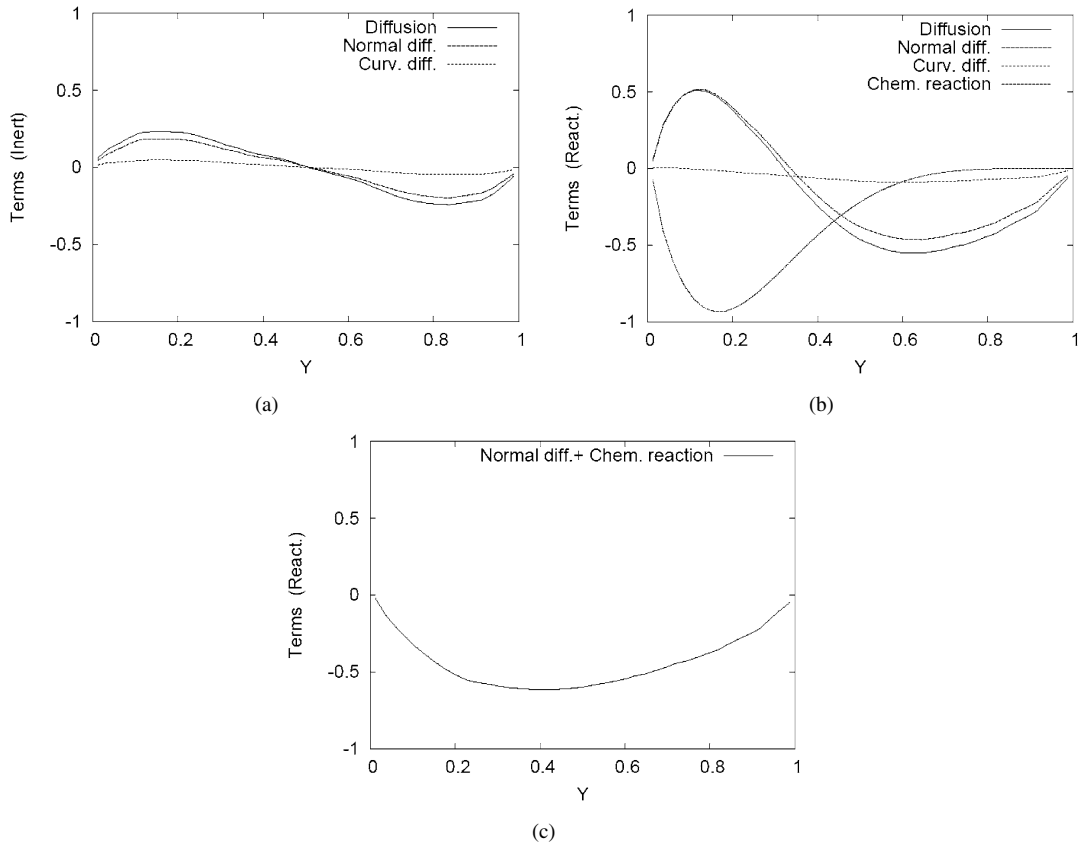 1
0.5
0
-0.5
-1
Terms (Inert)
Diffusion
Normal diff.
Curv. diff.
0 0.2 0.4 0.6 0.8 1
Y
(a)
1
0.5
0
-0.5
-1
Terms (React.)
Diffusion
Normal diff.
Curv. diff.
Chem. reaction
0 0.2 0.4 0.6 0.8 1
Y
(b)
1
0.5
0
-0.5
-1
Terms (React.)
Normal diff.+ Chem. reaction
0 0.2 0.4 0.6 0.8 1
Y
(c)